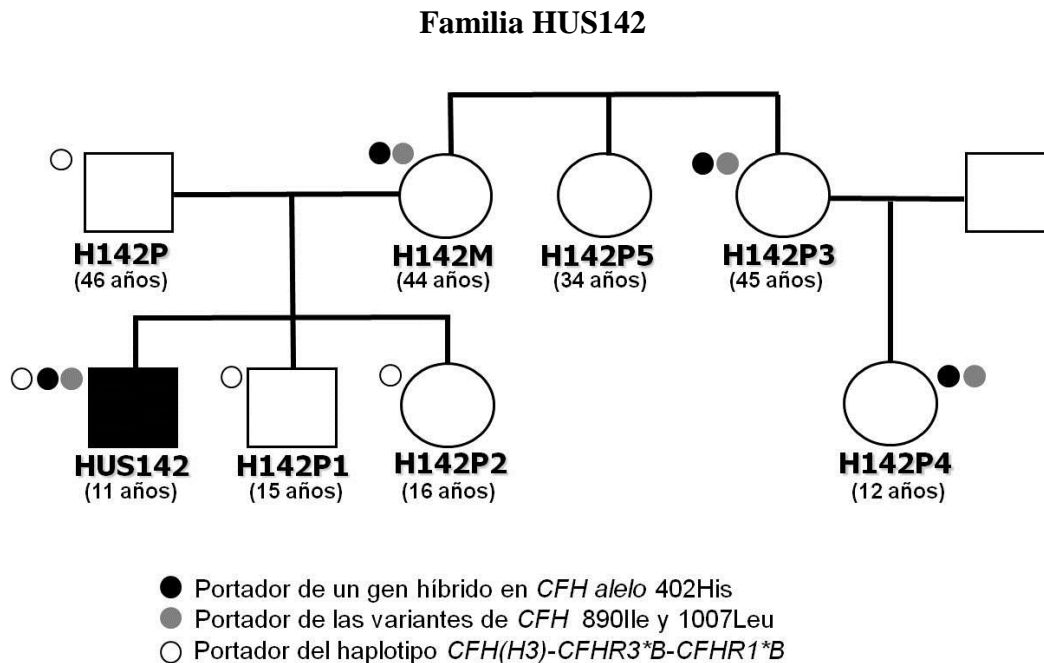 Familia HUS142
H142P
(46 años)
H142M
(44 años)
H142P5
(34 años)
H142P3
(45 años)
HUS142
(11 años)
H142P1
(15 años)
H142P2
(16 años)
H142P4
(12 años)
Portador de un gen híbrido en CFH alelo 402His
Portador de las variantes de CFH 890Ile y 1007Leu
Portador del haplotipo CFH(H3)-CFHR3*B-CFHR1*B